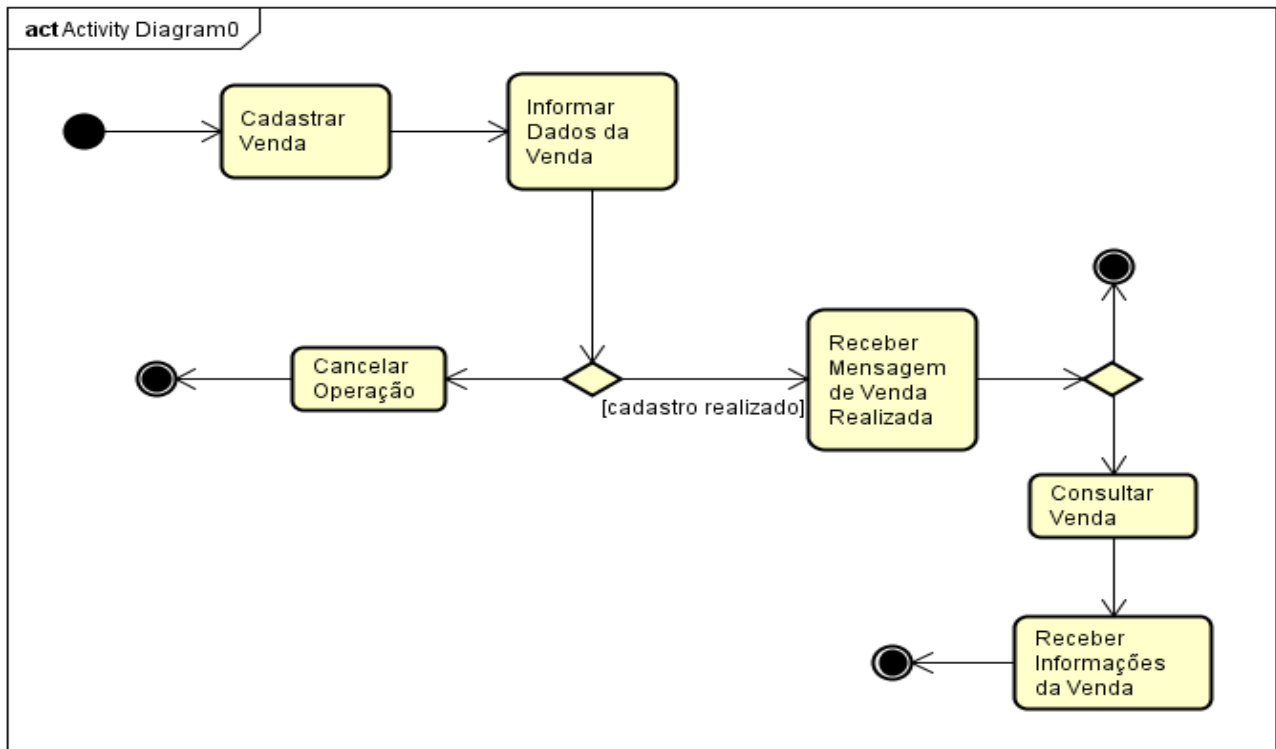 act Activity Diagram0
Cadastrar
Venda
Informar
Dados da
Venda
Cancelar
Operação
[cadastro realizado]
Receber
Mensagem
de Venda
Realizada
Consultar
Venda
Receber
Informações
da Venda